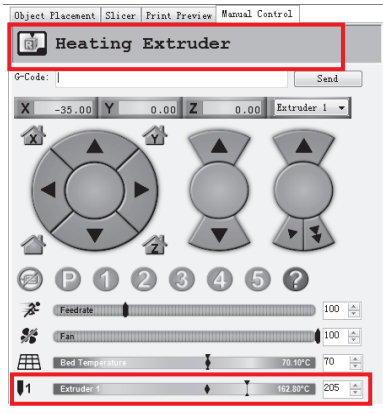 Object Placement Slicer Print Preview Manual Control
Heating Extruder
G-Code: Send
X -35.00 Y 0.00 Z 0.00 Extruder 1
X Y
Z
P 1 2 3 4 5 ?
Feedrate 100
Fan 100
Bed Temperature 70.10°C 70
1 Extruder 1 162.80°C 205